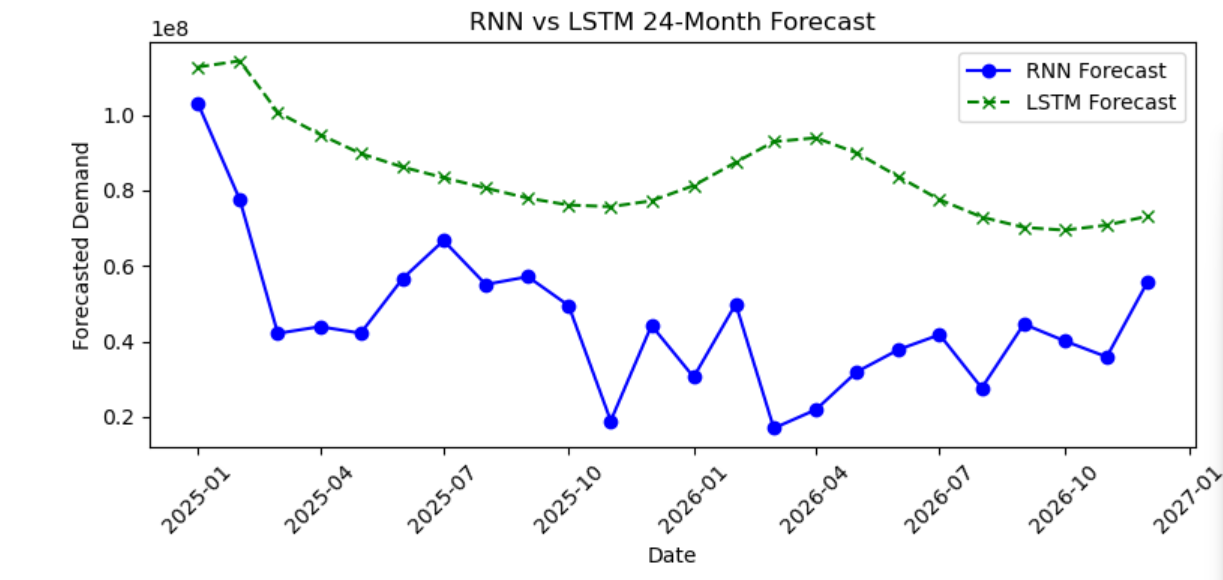 RNN vs LSTM 24-Month Forecast
1e8
RNN Forecast
LSTM Forecast
1.0
0.8
0.6
0.4
0.2
Forecasted Demand
2025-01
2025-04
2025-07
2025-10
2026-01
2026-04
2026-07
2026-10
2027-01
Date